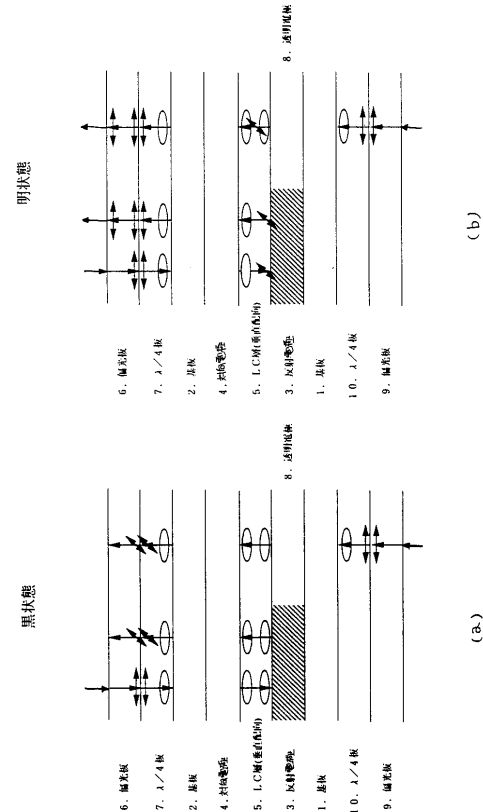 明状態
8．透明電極
6．偏光板
7．λ／4板
2．基板
4．対向電極
5．LC層(垂直配向)
3．反射電極
1．基板
10．λ／4板
9．偏光板
(b)
黒状態
8．透明電極
6．偏光板
7．λ／4板
2．基板
4．対向電極
5．LC層(垂直配向)
3．反射電極
1．基板
10．λ／4板
9．偏光板
(a)